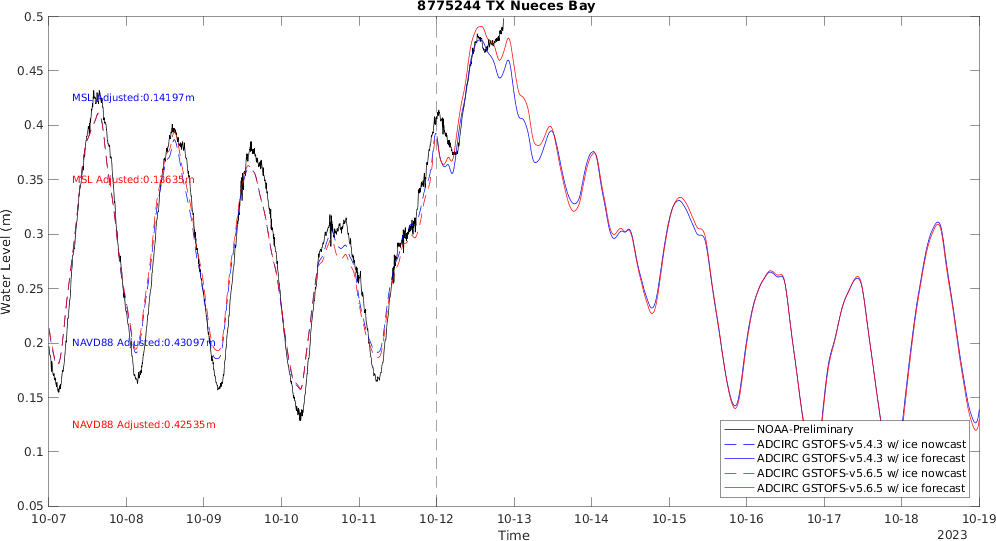 8775244 TX Nueces Bay
Water Level (m)
0.5
0.45
0.4
0.35
0.3
0.25
0.2
0.15
0.1
0.05
MSL Adjusted:0.14197m
MSL Adjusted:0.13635m
NAVD88 Adjusted:0.43097m
NAVD88 Adjusted:0.42535m
NOAA-Preliminary
ADCIRC GSTOFS-v5.4.3 w/ ice nowcast
ADCIRC GSTOFS-v5.4.3 w/ ice forecast
ADCIRC GSTOFS-v5.6.5 w/ ice nowcast
ADCIRC GSTOFS-v5.6.5 w/ ice forecast
10-07 10-08 10-09 10-10 10-11 10-12 10-13 10-14 10-15 10-16 10-17 10-18 10-19
Time
2023